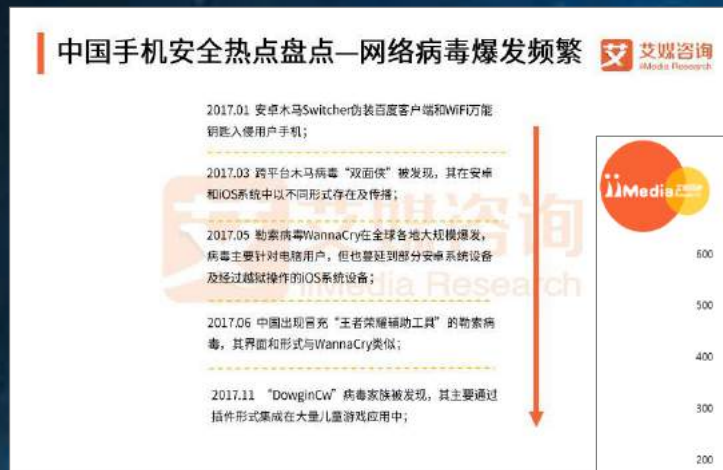 中国手机安全热点盘点—网络病毒爆发频繁
艾
艾媒咨询
iiMedia Research
2017.01 安卓木马Switcher伪装百度客户端和WiFi万能
钥匙入侵用户手机；
2017.03 跨平台木马病毒“双面侠”被发现，其在安卓
和iOS系统中以不同形式存在及传播；
2017.05 勒索病毒WannaCry在全球各地大规模爆发，
病毒主要针对电脑用户，但也蔓延到部分安卓系统设备
及经过越狱操作的iOS系统设备；
2017.06 中国出现冒充“王者荣耀辅助工具”的勒索病
毒，其界面和形式与WannaCry类似；
2017.11 “DowginCw”病毒家族被发现，其主要通过
插件形式集成在大量儿童游戏应用中；
艾媒咨询
iiMedia Research
iiMedia
600
500
400
300
200